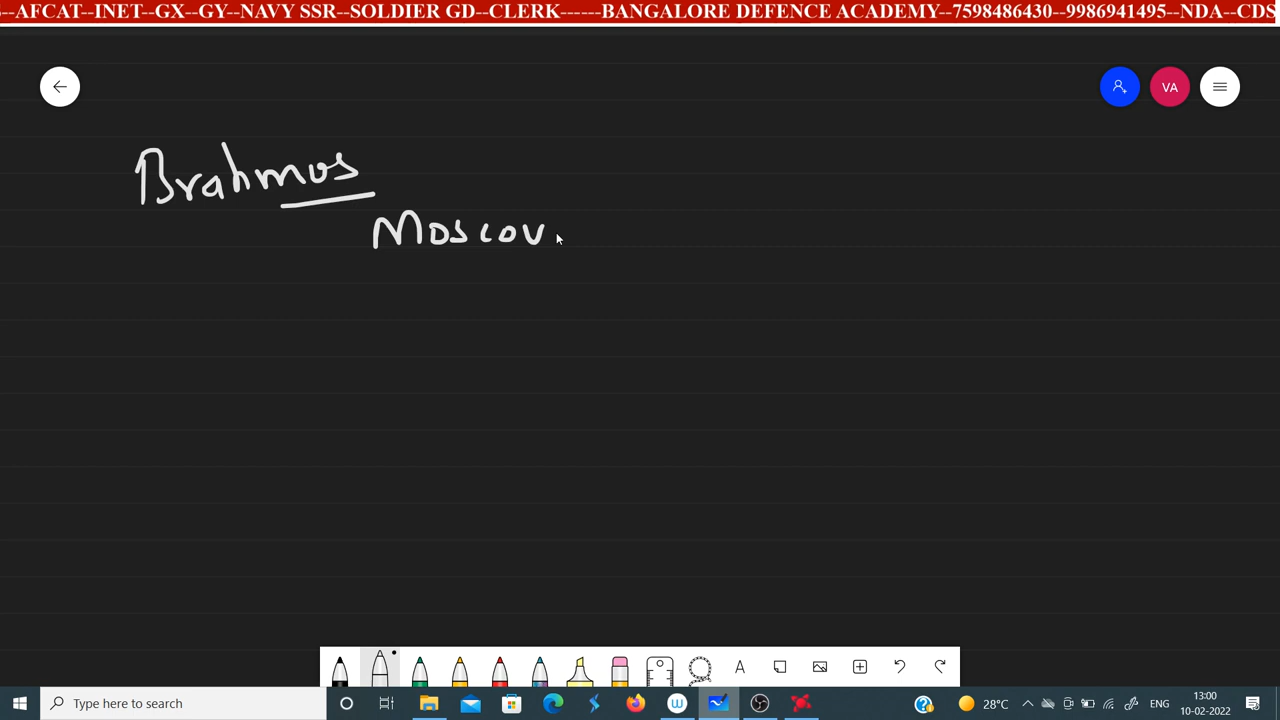 --AFCAT--INET--GX--GY--NAVY SSR--SOLDIER GD--CLERK------BANGALORE DEFENCE ACADEMY--7598486430--9986941495--NDA--CDS
VA
Brahmos
Moscov
A
Type here to search
28°C
ENG
13:00
10-02-2022